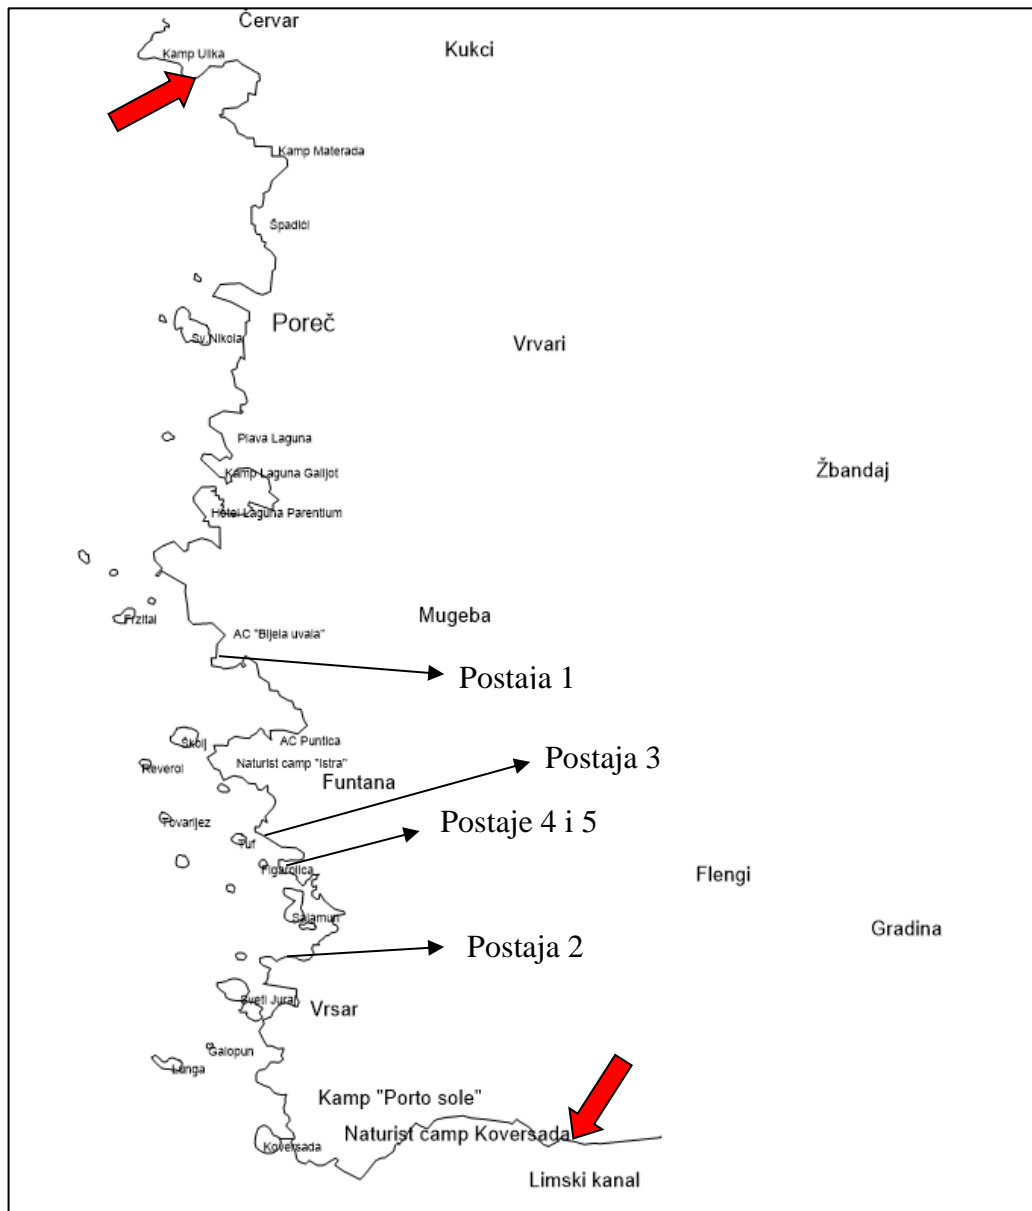 Červar
Kukci
Kamp Ulika
Kamp Materada
Špadići
Poreč
Sv.Nikola
Vrvari
Plava Laguna
Žbandaj
Kamp Laguna Galijot
Hotel Laguna Parentium
Frzital
Mugeba
AC "Bijela uvala"
Postaja 1
Školj
AC Puntica
Reverol
Naturist camp "Istra"
Postaja 3
Funtana
Tovarijez
Postaje 4 i 5
Tuf
Figarolica
Flengi
Salamun
Gradina
Postaja 2
Sveti Juraj
Vrsar
Galopun
Lunga
Kamp "Porto sole"
Naturist camp Koversada
Koversada
Limski kanal